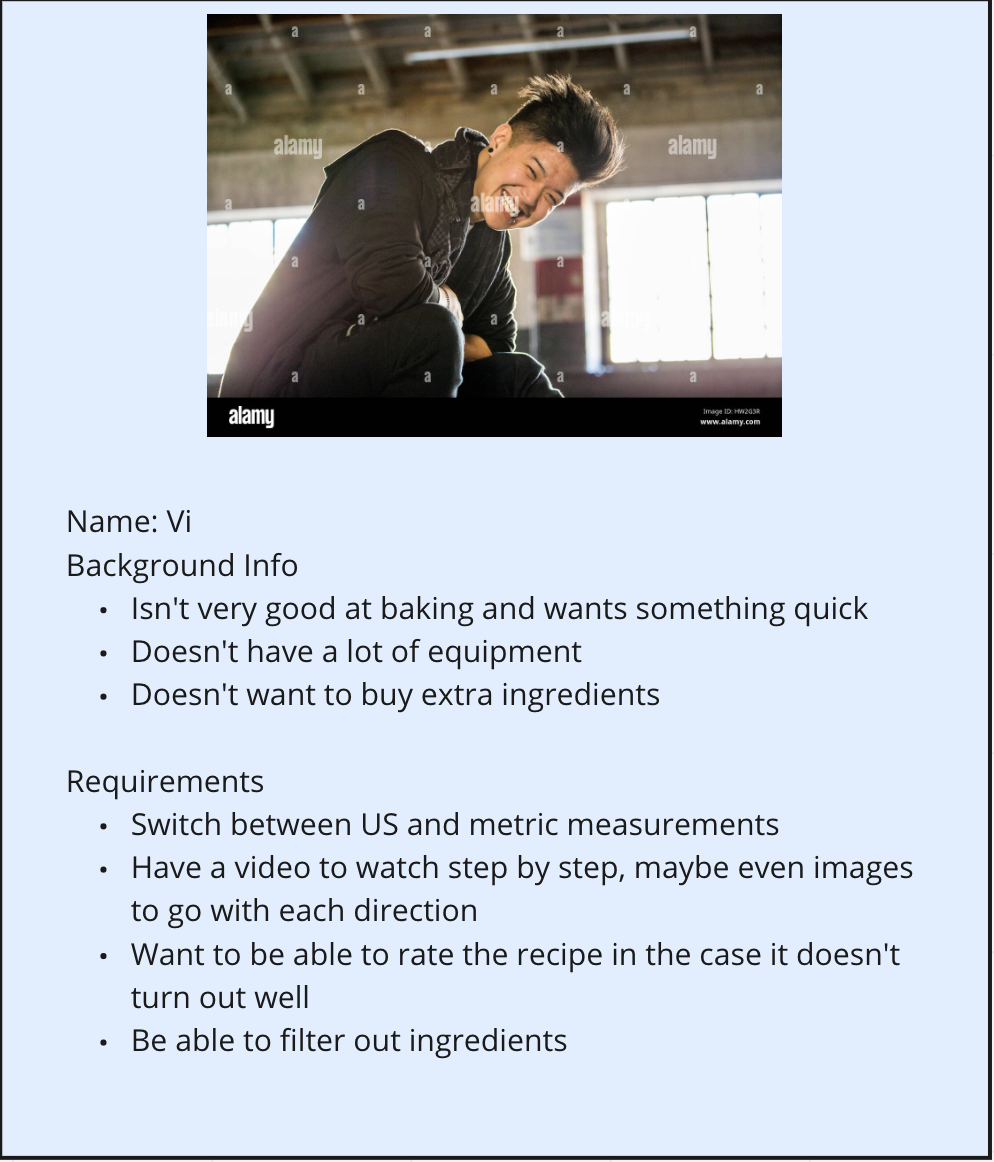 a a a a
a a a a a
alamy a alamy
a a alamy
a a
alamy a a alamy
a a a a
alamy
Image ID: HW2G3R
www.alamy.com
Name: Vi
Background Info
• Isn't very good at baking and wants something quick
• Doesn't have a lot of equipment
• Doesn't want to buy extra ingredients
Requirements
• Switch between US and metric measurements
• Have a video to watch step by step, maybe even images
to go with each direction
• Want to be able to rate the recipe in the case it doesn't
turn out well
• Be able to filter out ingredients